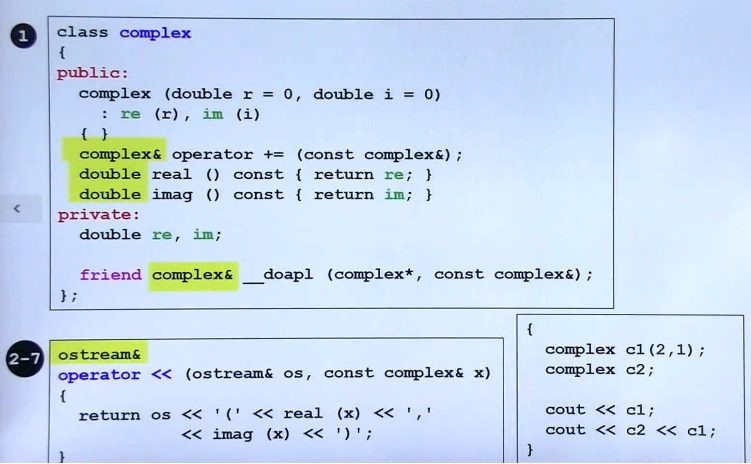 1
class complex
{
public:
complex (double r = 0, double i = 0)
: re (r), im (i)
{ }
complex& operator += (const complex&);
double real () const { return re; }
double imag () const { return im; }
private:
double re, im;
friend complex& __doapl (complex*, const complex&);
};
2-7
ostream&
operator << (ostream& os, const complex& x)
{
return os << '(' << real (x) << ','
<< imag (x) << ')';
}
{
complex c1(2,1);
complex c2;
cout << c1;
cout << c2 << c1;
}